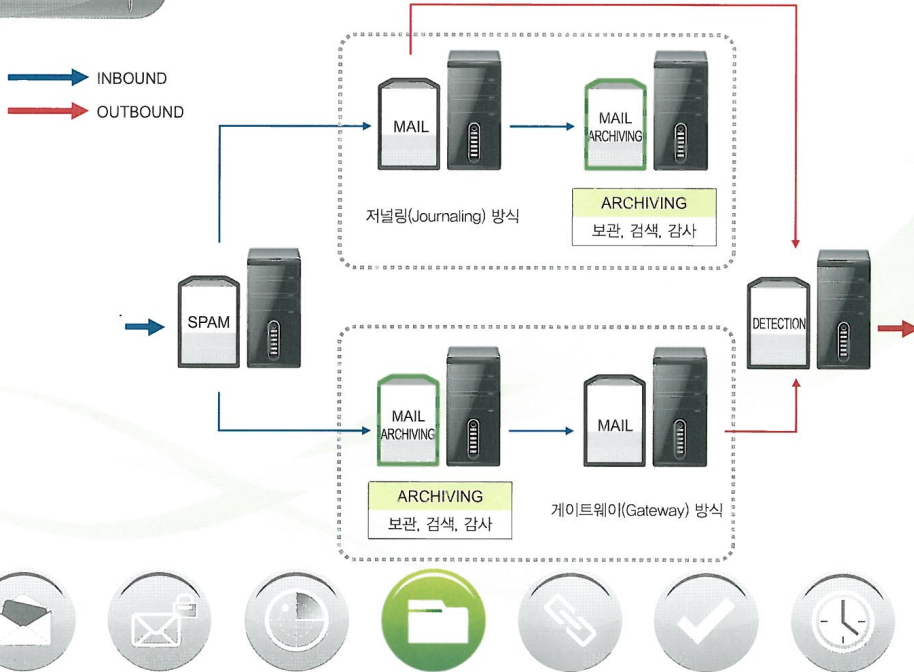 INBOUND
OUTBOUND
MAIL
MAIL
ARCHIVING
저널링(Journaling) 방식
ARCHIVING
보관, 검색, 감사
SPAM
DETECTION
MAIL
ARCHIVING
MAIL
ARCHIVING
보관, 검색, 감사
게이트웨이(Gateway) 방식